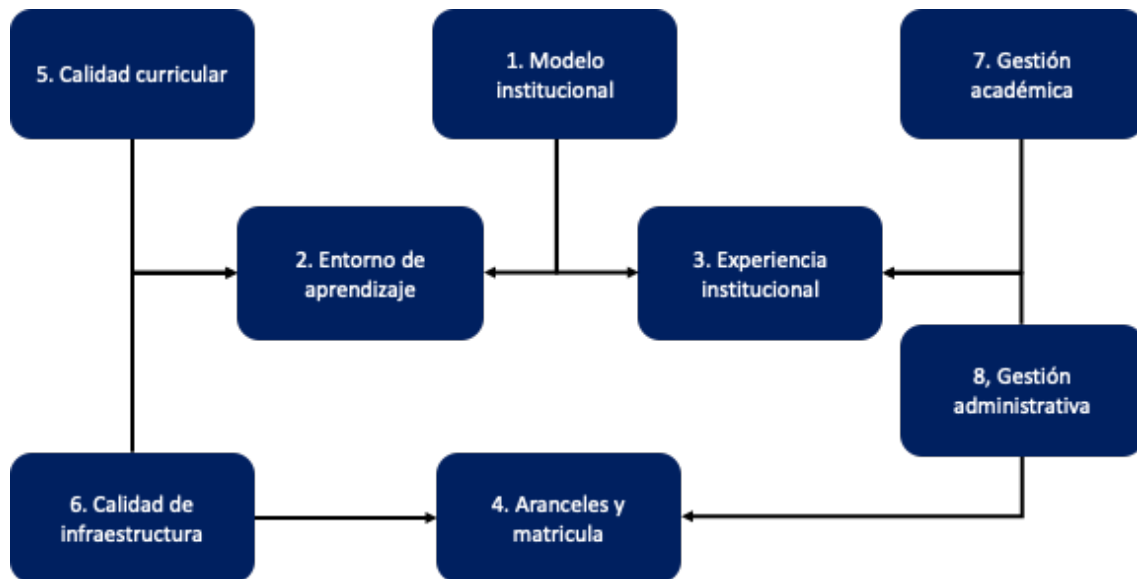 5. Calidad curricular
1. Modelo
institucional
7. Gestión
académica
2. Entorno de
aprendizaje
3. Experiencia
institucional
8, Gestión
administrativa
6. Calidad de
infraestructura
4. Aranceles y
matricula